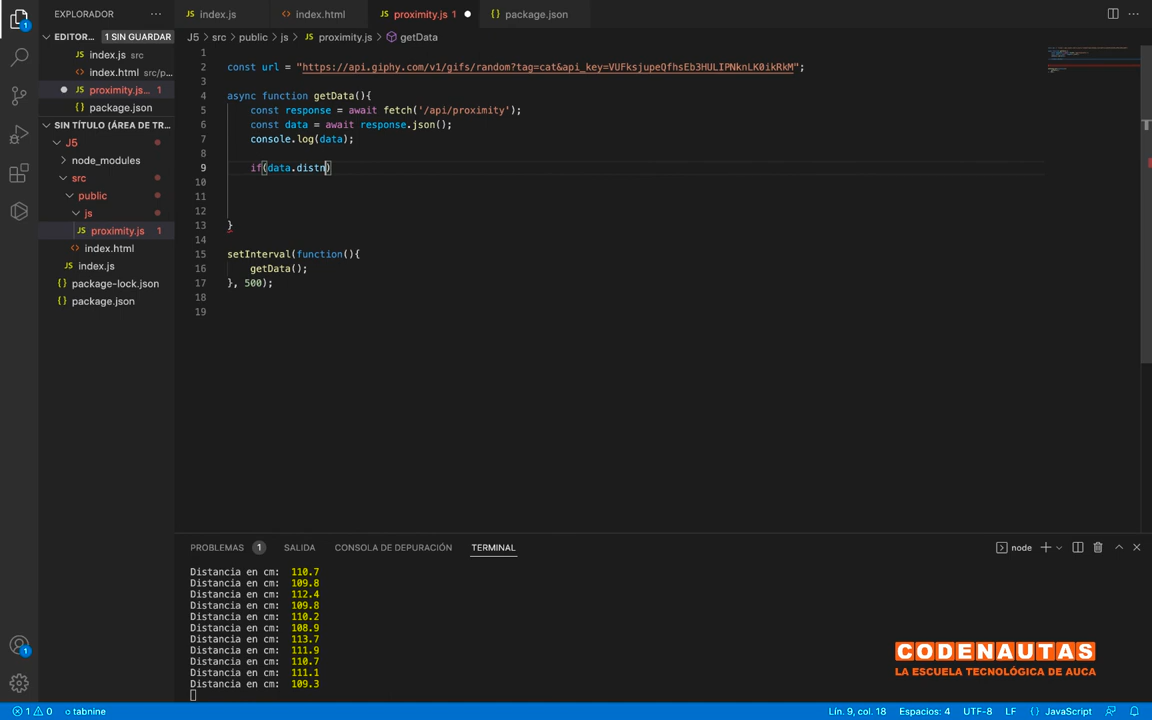 EXPLORADOR ···
JS index.js
<> index.html
JS proximity.js 1 ●
{} package.json
J5 > src > public > js > JS proximity.js > getData
EDITOR... 1 SIN GUARDAR
JS index.js src
<> index.html src/p...
● JS proximity.js... 1
{} package.json
SIN TÍTULO (ÁREA DE TR...
J5
node_modules
src
public
js
JS proximity.js 1
<> index.html
JS index.js
{} package-lock.json
{} package.json
1
2 const url = "https://api.giphy.com/v1/gifs/random?tag=cat&api_key=VUFksjupeQfhsEb3HULIPNknLK0ikRkM";
3
4 async function getData(){
5 const response = await fetch('/api/proximity');
6 const data = await response.json();
7 console.log(data);
8
9 if(data.distn)
10
11
12
13 }
14
15 setInterval(function(){
16 getData();
17 }, 500);
18
19
PROBLEMAS 1 SALIDA CONSOLA DE DEPURACIÓN TERMINAL
node
Distancia en cm: 110.7
Distancia en cm: 109.8
Distancia en cm: 112.4
Distancia en cm: 109.8
Distancia en cm: 110.2
Distancia en cm: 108.9
Distancia en cm: 113.7
Distancia en cm: 111.9
Distancia en cm: 110.7
Distancia en cm: 111.1
Distancia en cm: 109.3
CODENAUTAS
LA ESCUELA TECNOLÓGICA DE AUCA
1 0 tabnine
Lín. 9, col. 18 Espacios: 4 UTF-8 LF {} JavaScript